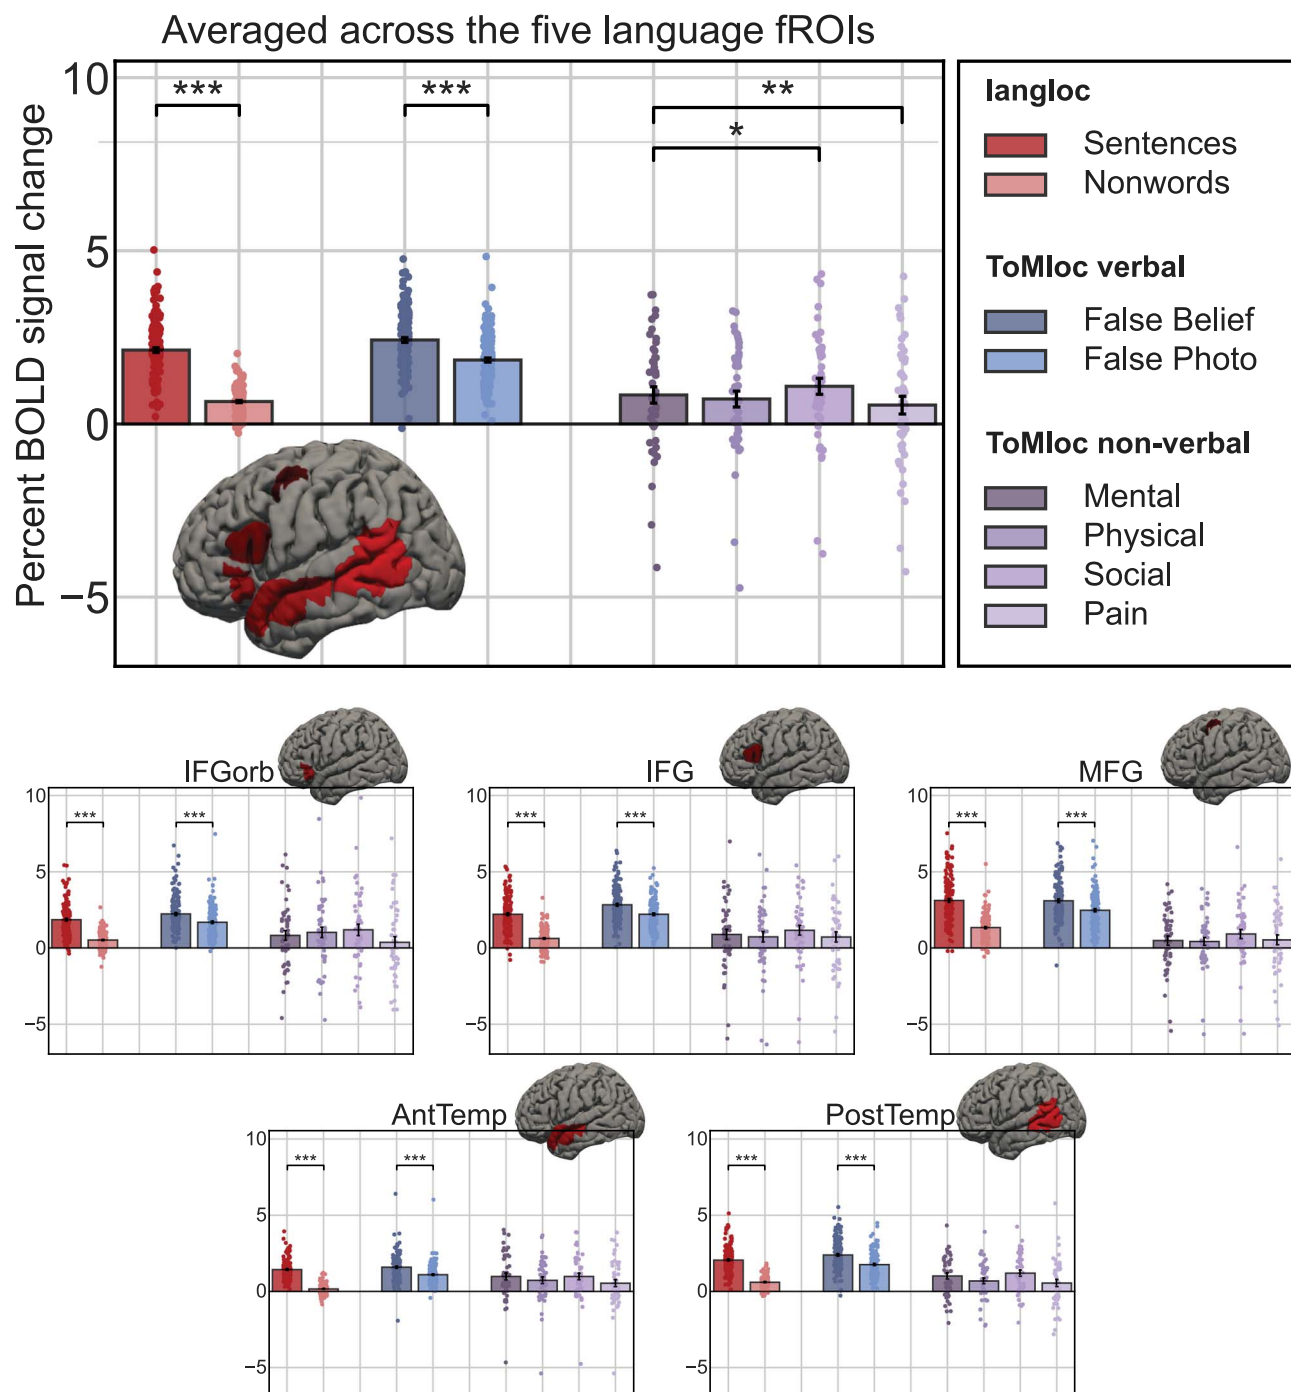 Averaged across the five language fROIs
Percent BOLD signal change
10
5
0
−5
***
***
**
*
langloc
Sentences
Nonwords
ToMloc verbal
False Belief
False Photo
ToMloc non-verbal
Mental
Physical
Social
Pain
IFGorb
10
5
0
−5
***
***
IFG
10
5
0
−5
***
***
MFG
10
5
0
−5
***
***
AntTemp
10
5
0
−5
***
***
PostTemp
10
5
0
−5
***
***